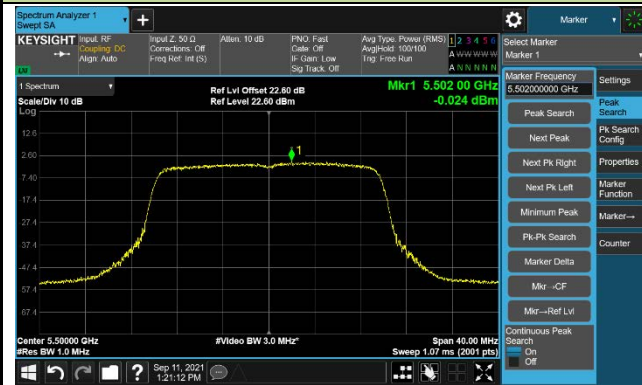 Spectrum Analyzer 1
Swept SA
+
Marker
KEYSIGHT
Input: RF
Coupling: DC
Align: Auto
Input Z: 50 Ω
Corrections: Off
Freq Ref: Int (S)
Atten: 10 dB
PNO: Fast
Gate: Off
IF Gain: Low
Sig Track: Off
Avg Type: Power (RMS)
Avg|Hold: 100/100
Trig: Free Run
1 2 3 4 5 6
A W W W W W
A N N N N N
LM
Select Marker
Marker 1
1 Spectrum
Scale/Div 10 dB
Log
Ref Lvl Offset 22.60 dB
Ref Level 22.60 dBm
Mkr1 5.502 00 GHz
-0.024 dBm
Marker Frequency
5.502000000 GHz
Settings
Peak Search
Peak
Search
Next Peak
Pk Search
Config
Next Pk Right
Properties
Next Pk Left
Marker
Function
Minimum Peak
Marker→
Pk-Pk Search
Counter
Marker Delta
Mkr→CF
Mkr→Ref Lvl
Continuous Peak
Search
On
Off
1
12.6
2.60
-7.40
-17.4
-27.4
-37.4
-47.4
-57.4
-67.4
Center 5.50000 GHz
#Res BW 1.0 MHz
#Video BW 3.0 MHz*
Span 40.00 MHz
Sweep 1.07 ms (2001 pts)
?
Sep 11, 2021
1:21:12 PM